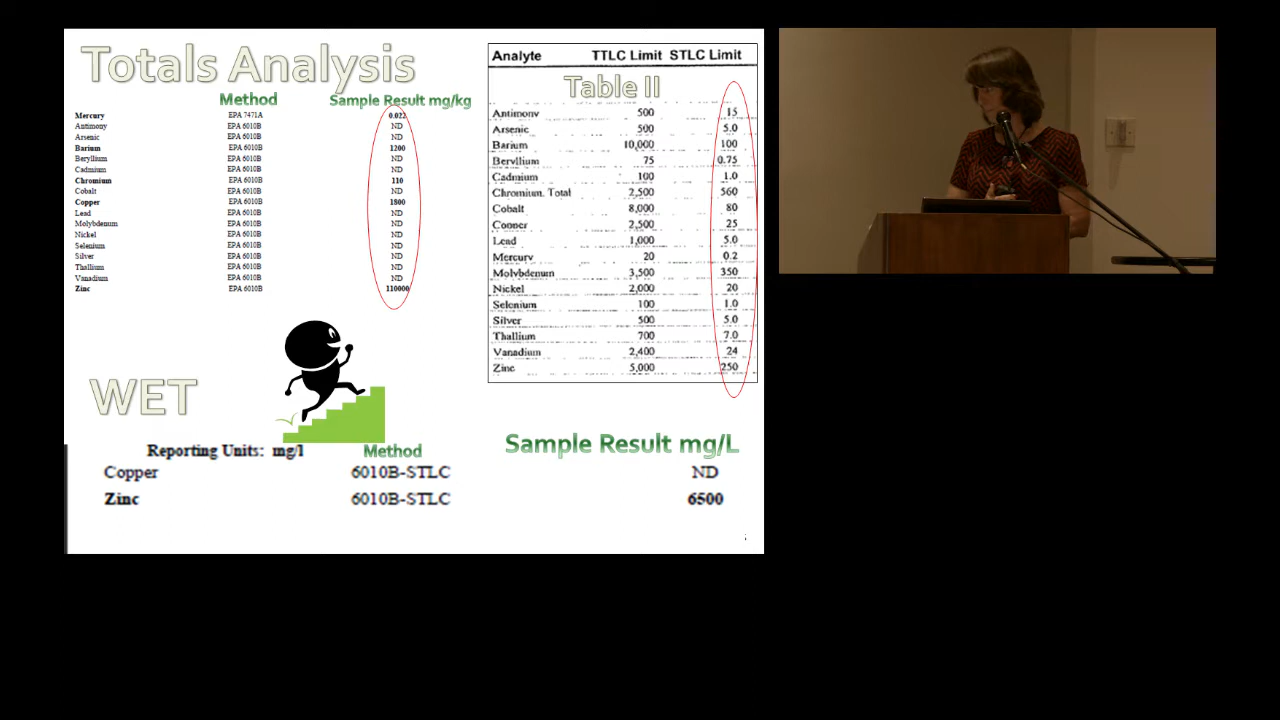 Totals Analysis
Method Sample Result mg/kg
Mercury EPA 7471A 0.022
Antimony EPA 6010B ND
Arsenic EPA 6010B ND
Barium EPA 6010B 1200
Beryllium EPA 6010B ND
Cadmium EPA 6010B ND
Chromium EPA 6010B 110
Cobalt EPA 6010B ND
Copper EPA 6010B 1800
Lead EPA 6010B ND
Molybdenum EPA 6010B ND
Nickel EPA 6010B ND
Selenium EPA 6010B ND
Silver EPA 6010B ND
Thallium EPA 6010B ND
Vanadium EPA 6010B ND
Zinc EPA 6010B 110000
Analyte TTLC Limit STLC Limit
Table II
Antimony 500 15
Arsenic 500 5.0
Barium 10,000 100
Beryllium 75 0.75
Cadmium 100 1.0
Chromium. Total 2,500 560
Cobalt 8,000 80
Copper 2,500 25
Lead 1,000 5.0
Mercury 20 0.2
Molybdenum 3,500 350
Nickel 2,000 20
Selenium 100 1.0
Silver 500 5.0
Thallium 700 7.0
Vanadium 2,400 24
Zinc 5,000 250
WET
Reporting Units: mg/l Method Sample Result mg/L
Copper 6010B-STLC ND
Zinc 6010B-STLC 6500